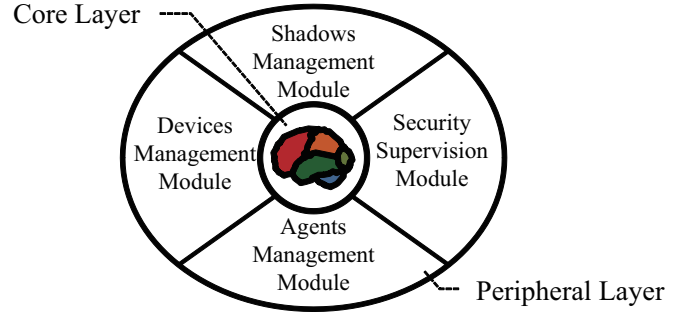 Core Layer
Shadows
Management
Module
Devices
Management
Module
Security
Supervision
Module
Agents
Management
Module
Peripheral Layer